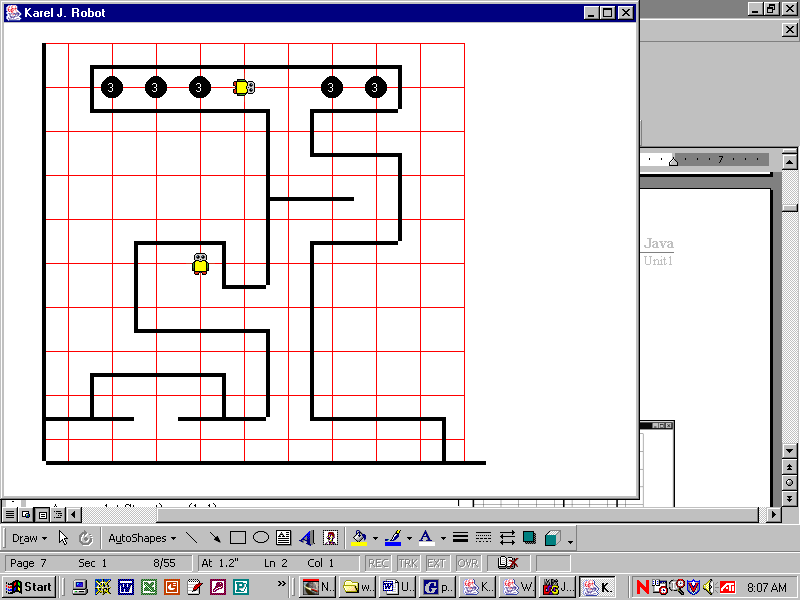 Karel J. Robot
3 3 3 3 3
7
Java
Unit1
Draw
AutoShapes
A
A
Page 7 Sec 1 8/55 At 1.2" Ln 2 Col 1 REC TRK EXT OVR
Start » N.. w.. U.. p.. K.. W.. J... K.. 8:07 AM